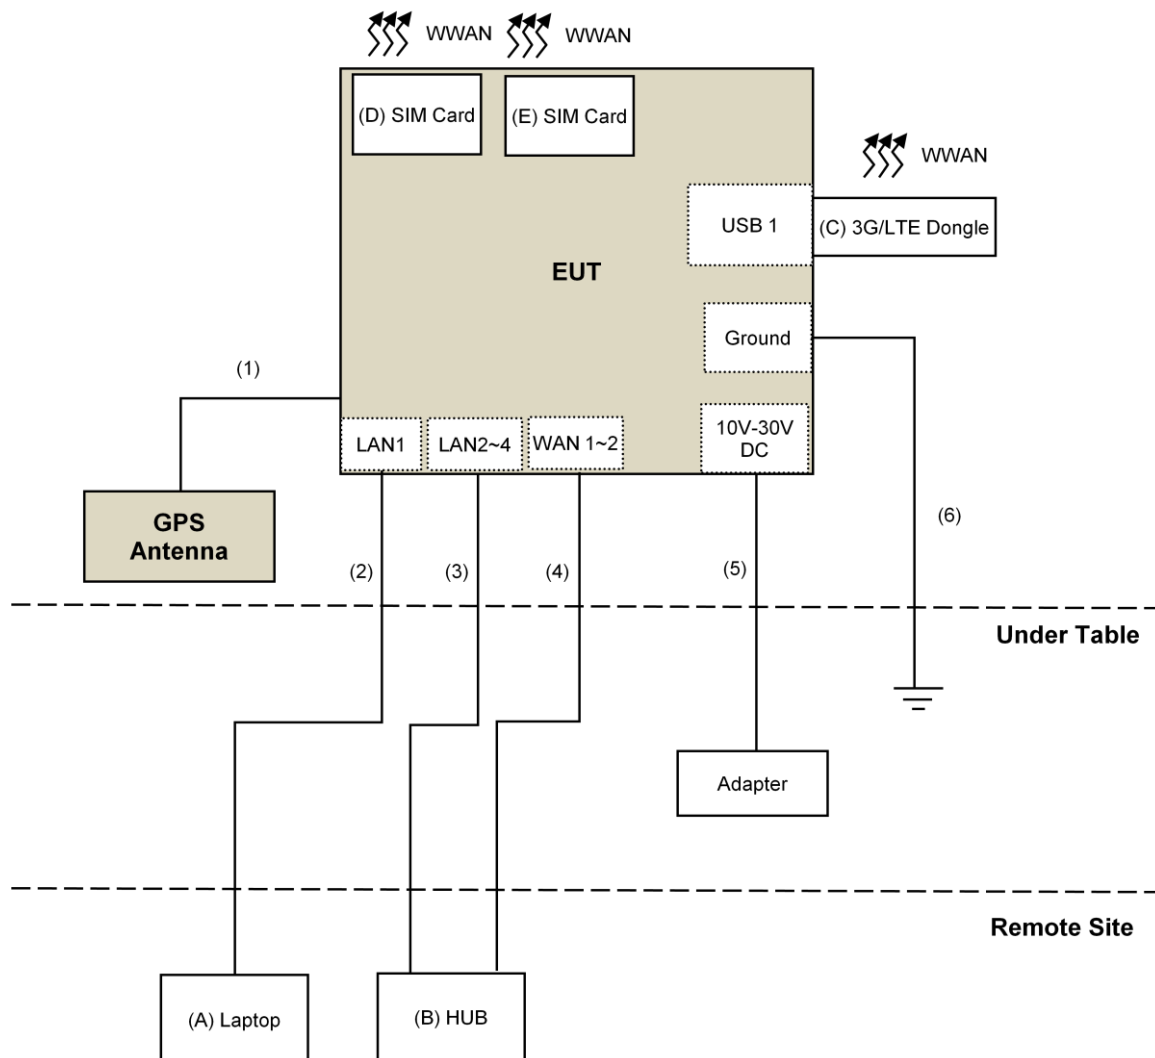 WWAN
WWAN
(D) SIM Card
(E) SIM Card
WWAN
USB 1
(C) 3G/LTE Dongle
EUT
Ground
(1)
LAN1
LAN2~4
WAN 1~2
10V-30V
DC
GPS
Antenna
(2)
(3)
(4)
(5)
(6)
Under Table
Adapter
Remote Site
(A) Laptop
(B) HUB